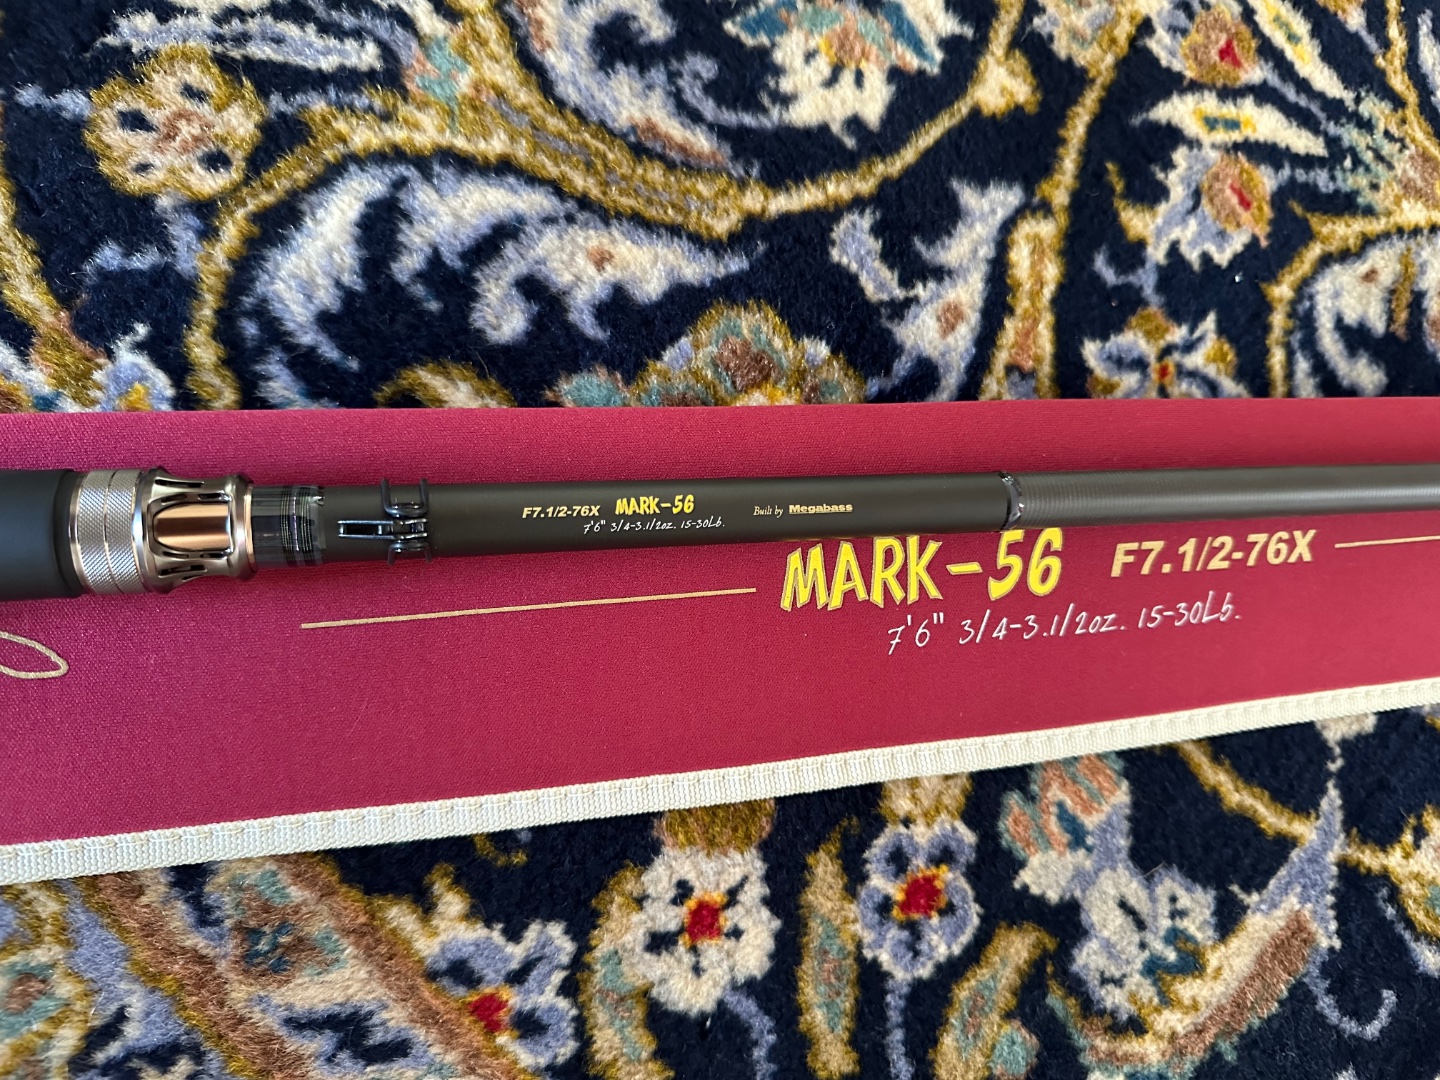 F7.1/2-76X MARK-56 Built by Megabass
7'6" 3/4-3.1/2oz. 15-30Lb.
MARK-56 F7.1/2-76X
7'6" 3/4-3.1/2oz. 15-30Lb.